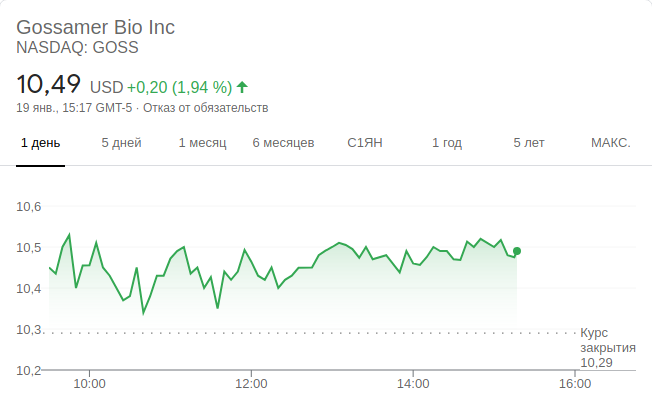 Gossamer Bio Inc
NASDAQ: GOSS
10,49 USD +0,20 (1,94 %)
19 янв., 15:17 GMT-5 · Отказ от обязательств
1 день 5 дней 1 месяц 6 месяцев С1ЯН 1 год 5 лет МАКС.
10,6
10,5
10,4
10,3
10,2
Курс
закрытия
10,29
10:00 12:00 14:00 16:00